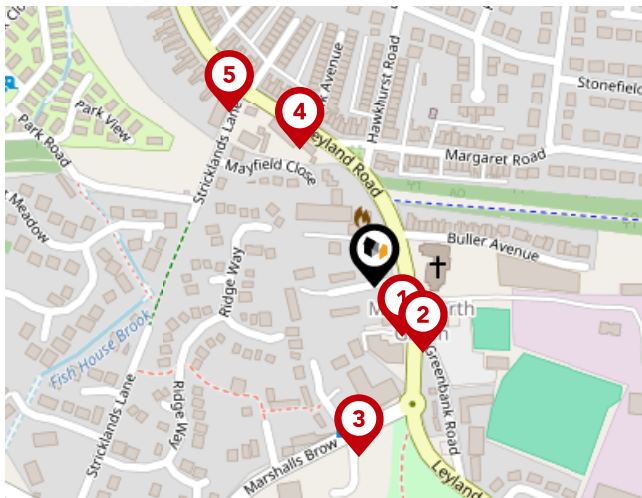 5
4
Park View
Park Road
Stonefield
Hawkhurst Road
Avenue
Leyland Road
Margaret Road
Mayfield Close
Stricklands Lane
Meadow
Buller Avenue
Ridge Way
1
2
Fish House Brook
Greenbank Road
Ridge Way
3
Stricklands Lane
Marshalls Brow
Leyland